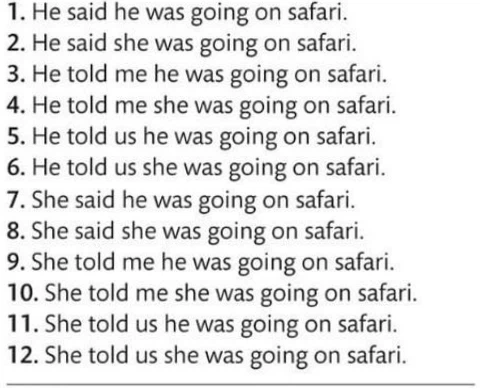 1. He said he was going on safari.
2. He said she was going on safari.
3. He told me he was going on safari.
4. He told me she was going on safari.
5. He told us he was going on safari.
6. He told us she was going on safari.
7. She said he was going on safari.
8. She said she was going on safari.
9. She told me he was going on safari.
10. She told me she was going on safari.
11. She told us he was going on safari.
12. She told us she was going on safari.